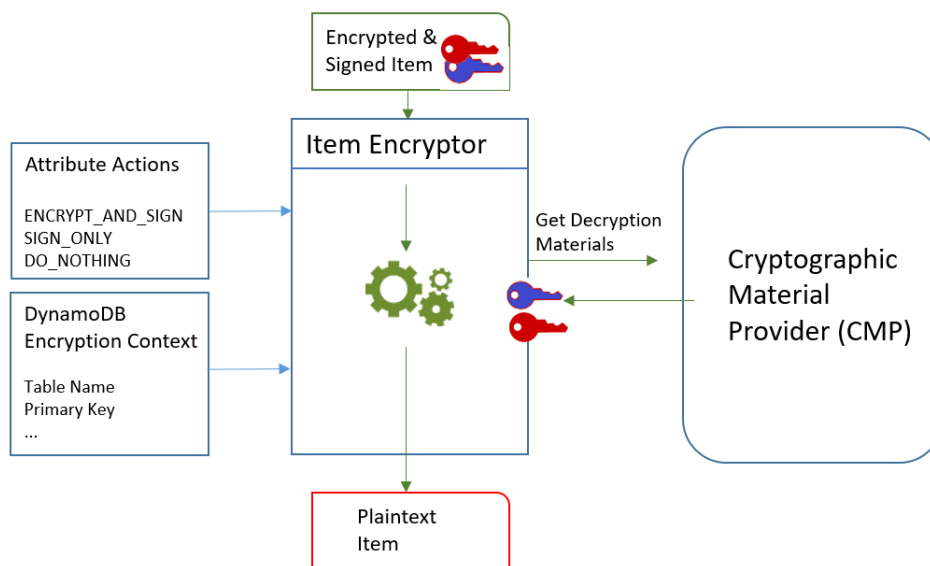 Encrypted &
Signed Item
Item Encryptor
Attribute Actions
ENCRYPT_AND_SIGN
SIGN_ONLY
DO_NOTHING
DynamoDB
Encryption Context
Table Name
Primary Key
...
Get Decryption
Materials
Cryptographic
Material
Provider (CMP)
Plaintext
Item